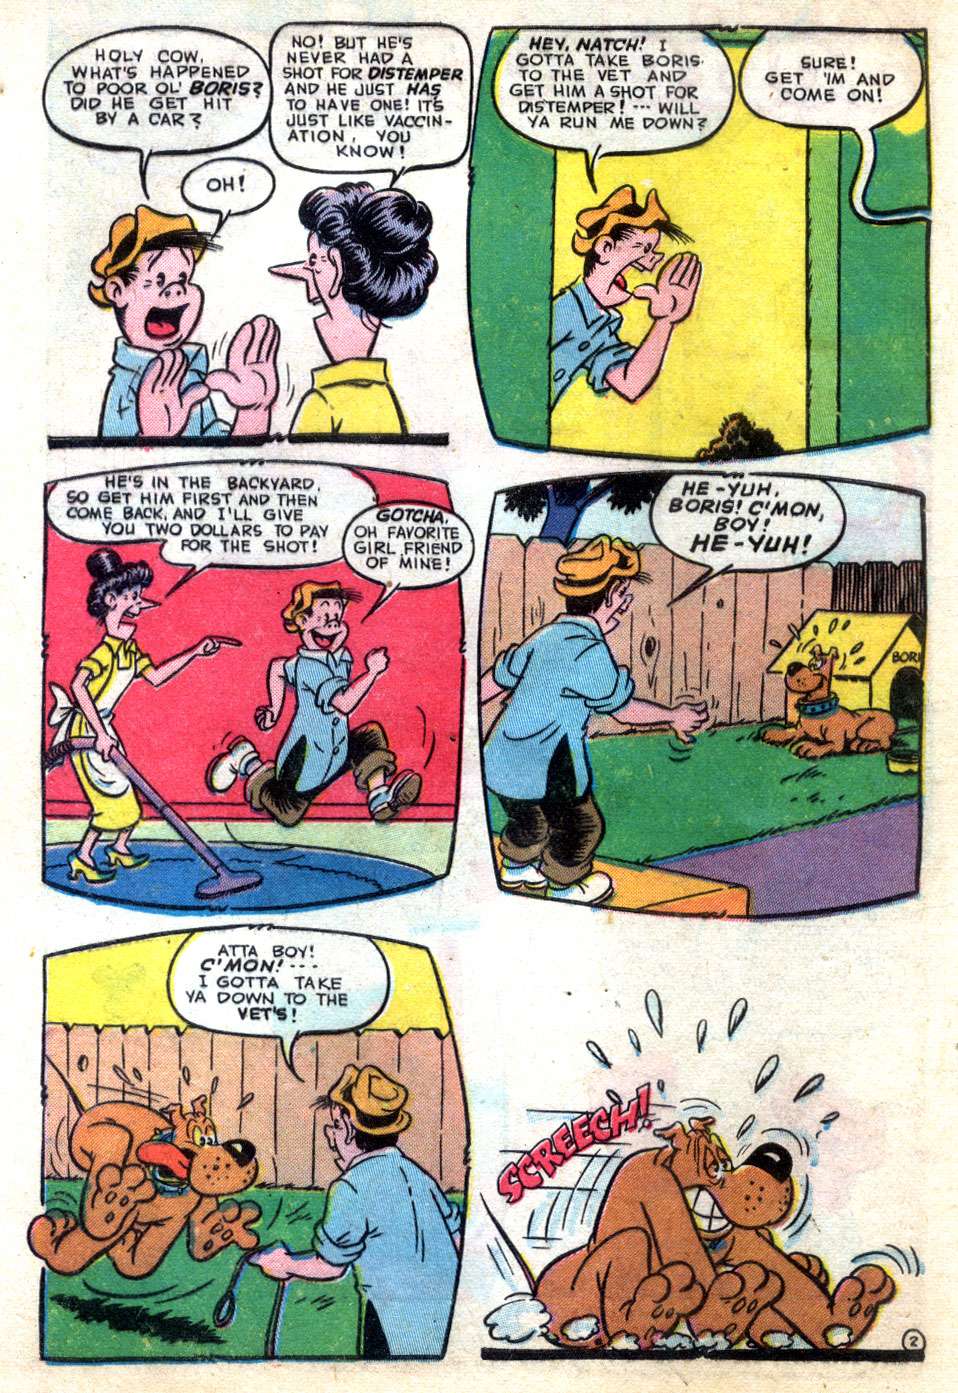 HOLY COW,
WHAT'S HAPPENED
TO POOR OL' BORIS?
DID HE GET HIT
BY A CAR?
NO! BUT HE'S
NEVER HAD A
SHOT FOR DISTEMPER
AND HE JUST HAS
TO HAVE ONE! IT'S
JUST LIKE VACCIN-
ATION, YOU
KNOW!
OH!
HEY, NATCH! I
GOTTA TAKE BORIS
TO THE VET AND
GET HIM A SHOT FOR
DISTEMPER! --- WILL
YA RUN ME DOWN?
SURE!
GET 'IM AND
COME ON!
HE'S IN THE BACKYARD,
SO GET HIM FIRST AND THEN
COME BACK, AND I'LL GIVE
YOU TWO DOLLARS TO PAY
FOR THE SHOT!
GOTCHA,
OH FAVORITE
GIRL FRIEND
OF MINE!
HE-YUH,
BORIS! C'MON,
BOY!
HE-YUH!
BORI
ATTA BOY!
C'MON! ---
I GOTTA TAKE
YA DOWN TO THE
VET'S!
SCREECH!
2